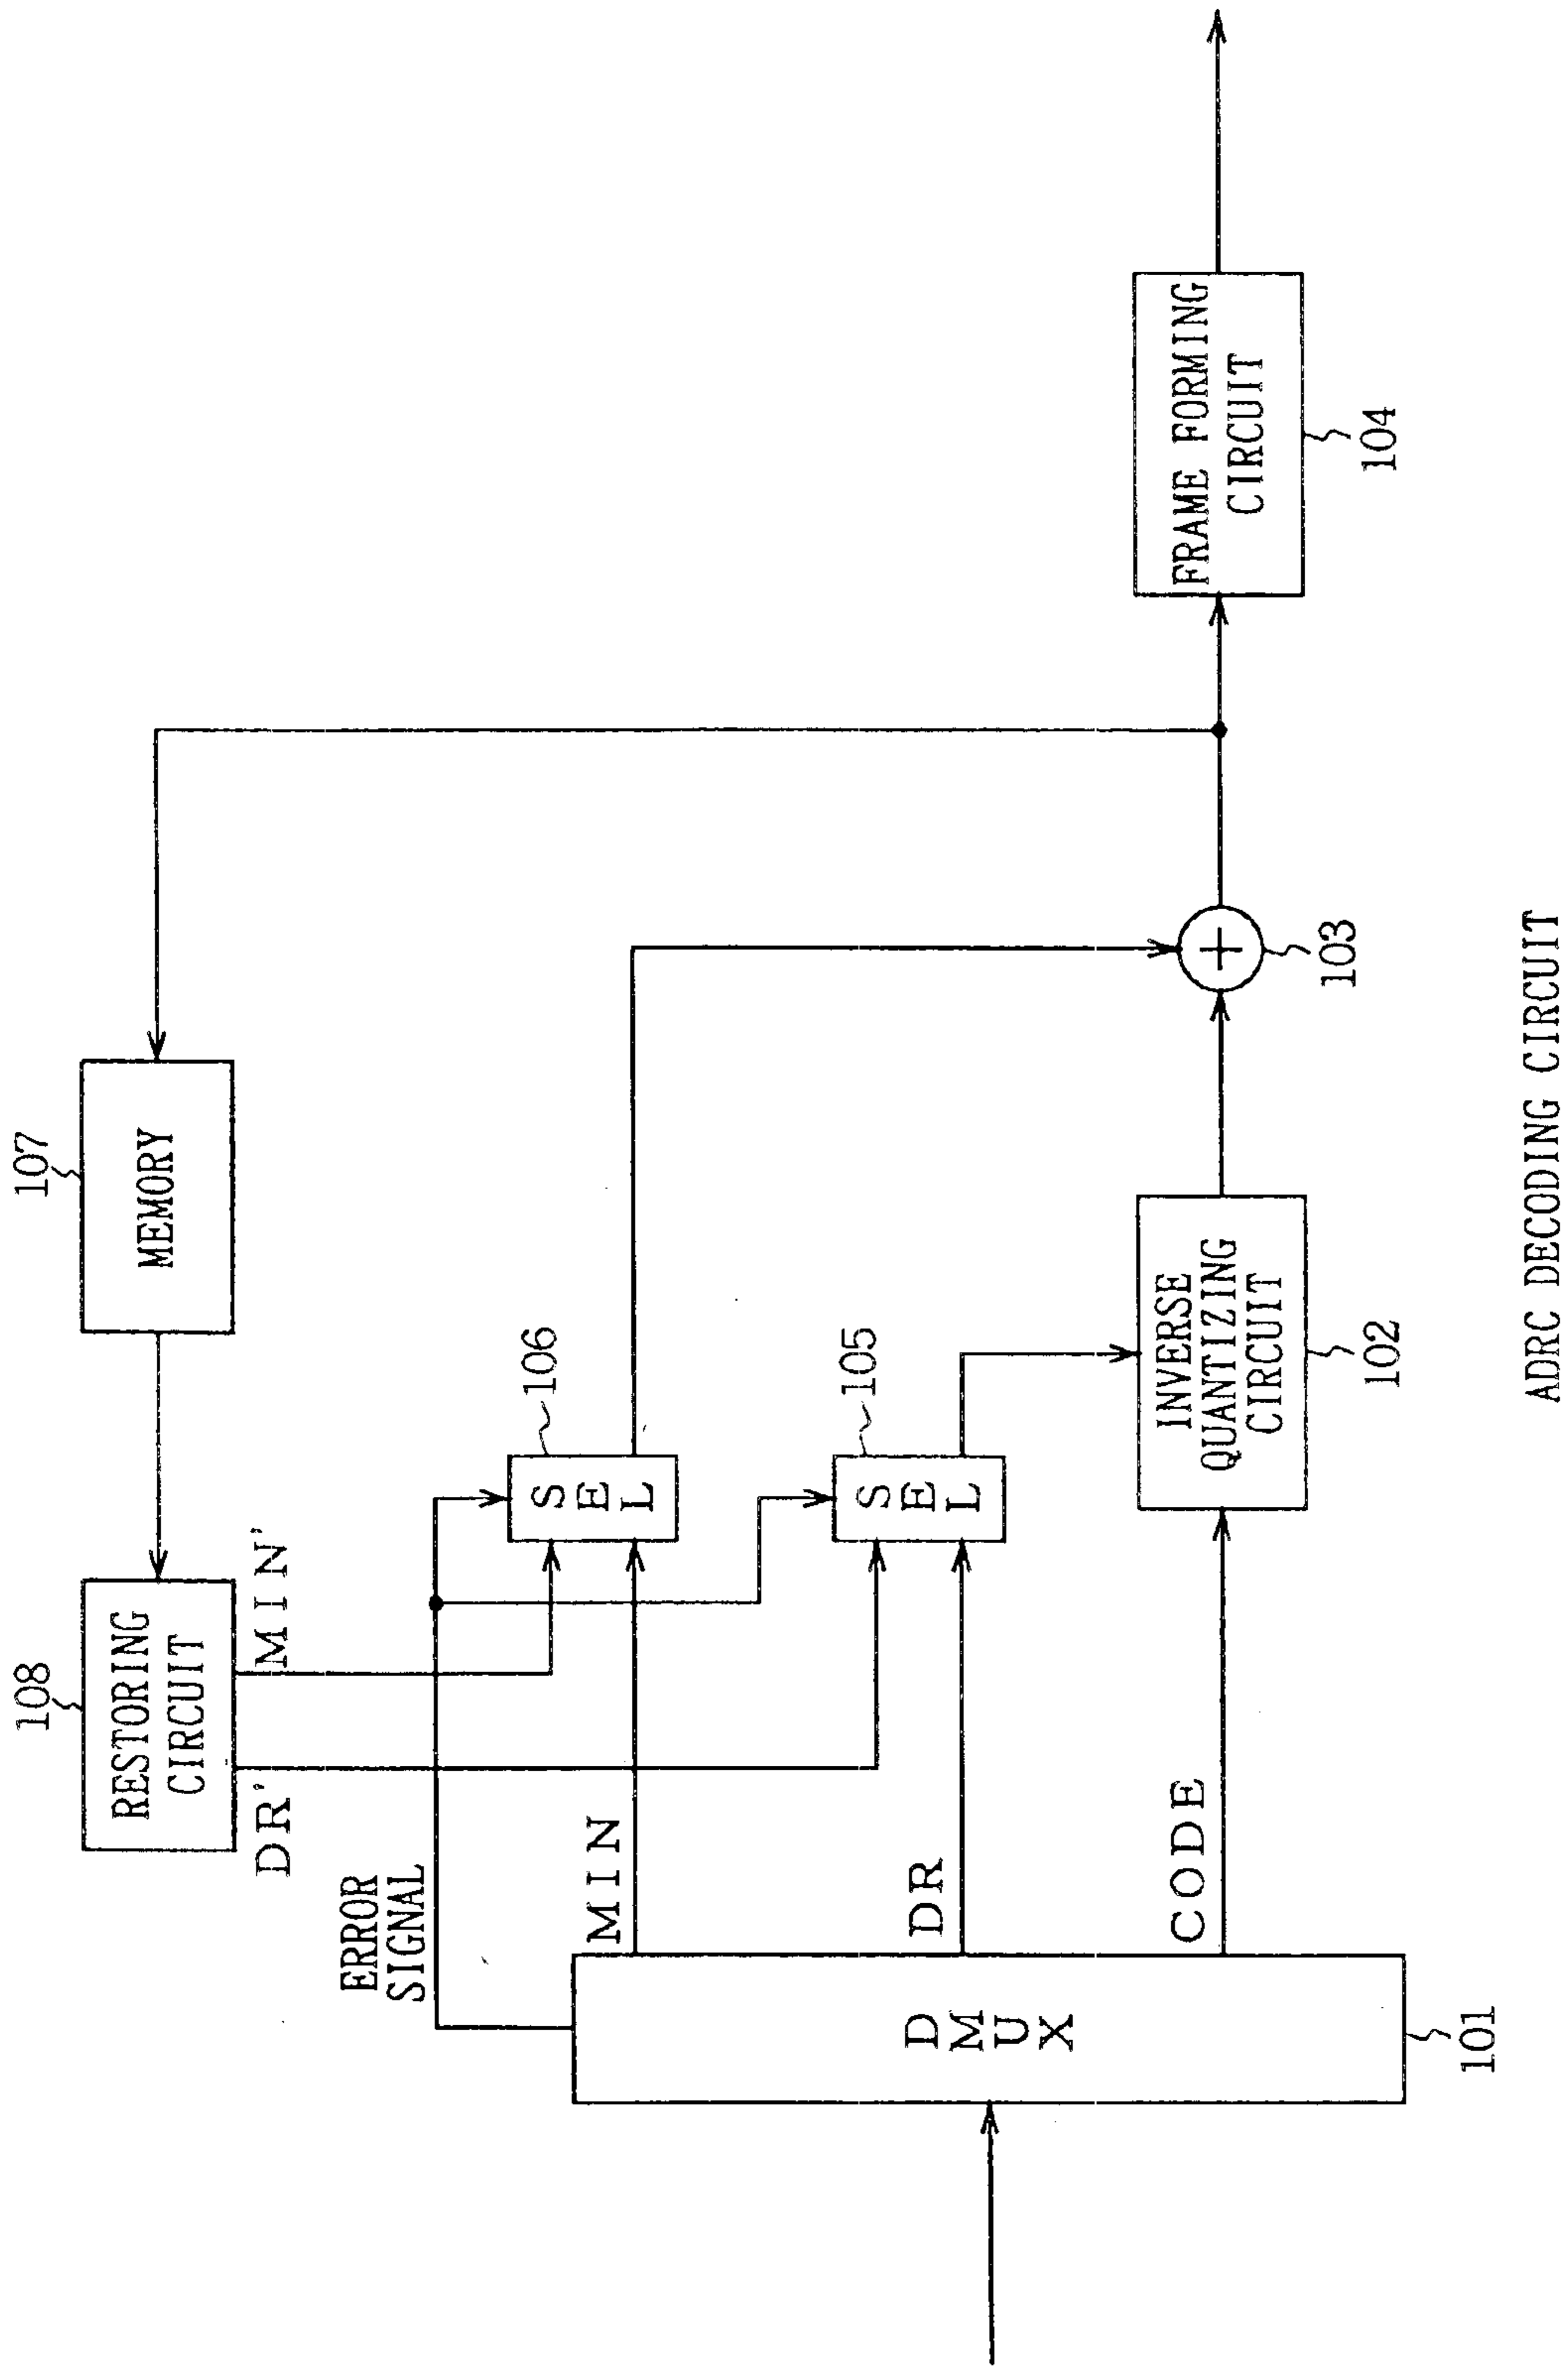 107
MEMORY
108
RESTORING
CIRCUIT
MIN'
DR'
ERROR
SIGNAL
106
SEL
105
SEL
MIN
DR
CODE
DMUX
101
INVERSE
QUANTIZING
CIRCUIT
102
103
FRAME FORMING
CIRCUIT
104
ADRC DECODING CIRCUIT